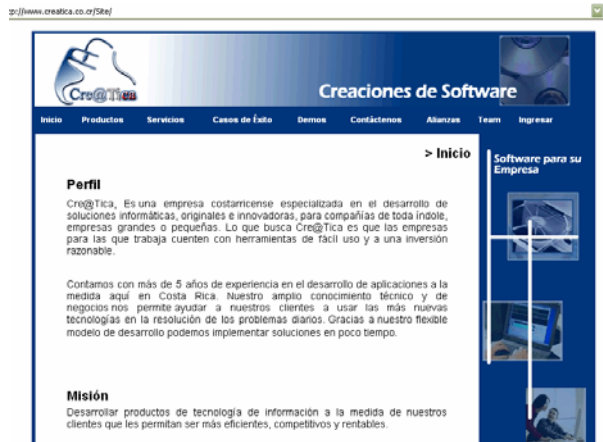 http://www.creatica.co.cr/Site/
Cre@Tica
Creaciones de Software
Inicio Productos Servicios Casos de Éxito Demos Contáctenos Alianzas Team Ingresar
> Inicio
Software para su
Empresa
Perfil
Cre@Tica, Es una empresa costarricense especializada en el desarrollo de
soluciones informáticas, originales e innovadoras, para compañías de toda índole,
empresas grandes o pequeñas. Lo que busca Cre@Tica es que las empresas
para las que trabaja cuenten con herramientas de fácil uso y a una inversión
razonable.
Contamos con más de 5 años de experiencia en el desarrollo de aplicaciones a la
medida aquí en Costa Rica. Nuestro amplio conocimiento técnico y de
negocios nos permite ayudar a nuestros clientes a usar las más nuevas
tecnologías en la resolución de los problemas diarios. Gracias a nuestro flexible
modelo de desarrollo podemos implementar soluciones en poco tiempo.
Misión
Desarrollar productos de tecnología de información a la medida de nuestros
clientes que les permitan ser más eficientes, competitivos y rentables.